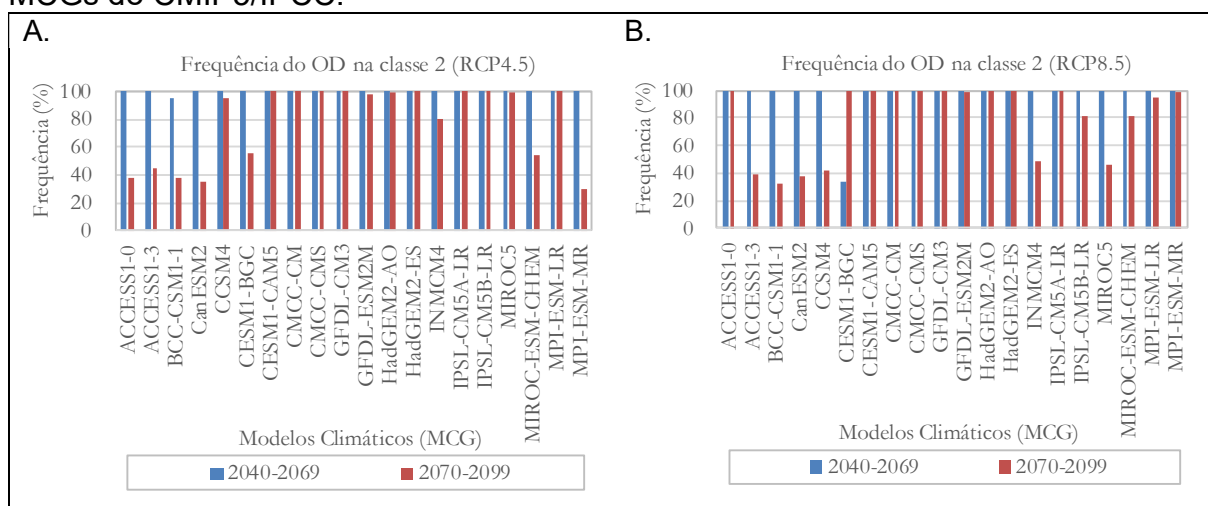 MCGs do CMIP5/IPCC.
A.
Frequência do OD na classe 2 (RCP4.5)
Frequência (%)
100
80
60
40
20
0
ACCESS1-0
ACCESS1-3
BCC-CSM1-1
CanESM2
CCSM4
CESM1-BGC
CESM1-CAM5
CMCC-CM
CMCC-CMS
GFDL-CM3
GFDL-ESM2M
HadGEM2-AO
HadGEM2-ES
INMCM4
IPSL-CM5A-LR
IPSL-CM5B-LR
MIROC5
MIROC-ESM-CHEM
MPI-ESM-LR
MPI-ESM-MR
Modelos Climáticos (MCG)
2040-2069 2070-2099
B.
Frequência do OD na classe 2 (RCP8.5)
Frequência (%)
100
80
60
40
20
0
ACCESS1-0
ACCESS1-3
BCC-CSM1-1
CanESM2
CCSM4
CESM1-BGC
CESM1-CAM5
CMCC-CM
CMCC-CMS
GFDL-CM3
GFDL-ESM2M
HadGEM2-AO
HadGEM2-ES
INMCM4
IPSL-CM5A-LR
IPSL-CM5B-LR
MIROC5
MIROC-ESM-CHEM
MPI-ESM-LR
MPI-ESM-MR
Modelos Climáticos (MCG)
2040-2069 2070-2099